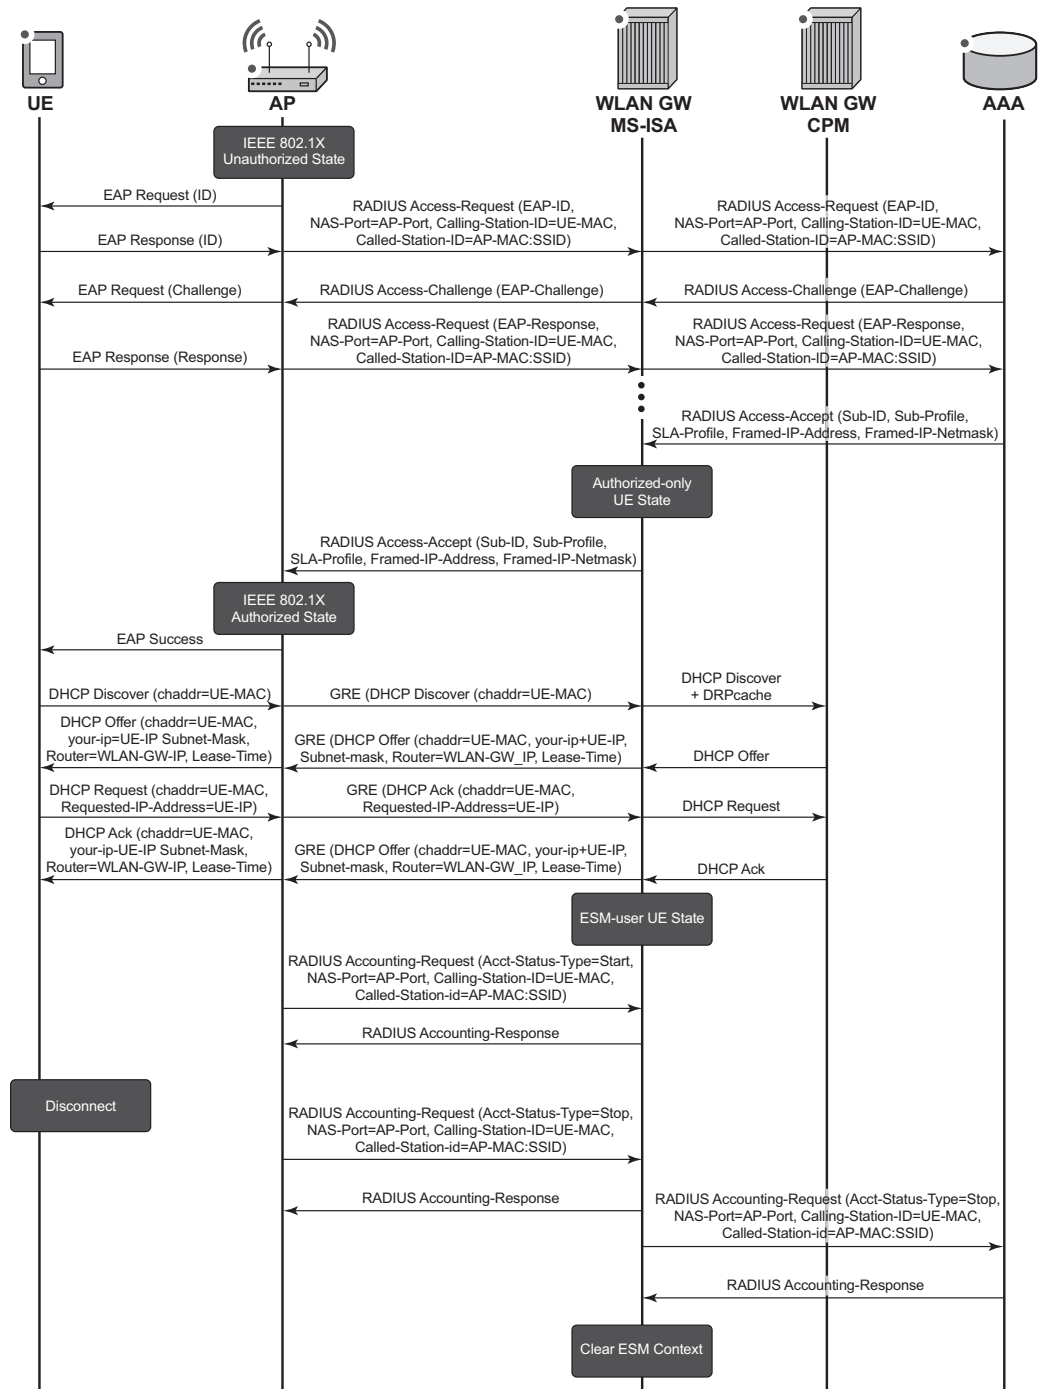 UE
AP
WLAN GW
MS-ISA
WLAN GW
CPM
AAA
IEEE 802.1X
Unauthorized State
EAP Request (ID)
EAP Response (ID)
RADIUS Access-Request (EAP-ID,
NAS-Port=AP-Port, Calling-Station-ID=UE-MAC,
Called-Station-ID=AP-MAC:SSID)
RADIUS Access-Request (EAP-ID,
NAS-Port=AP-Port, Calling-Station-ID=UE-MAC,
Called-Station-ID=AP-MAC:SSID)
EAP Request (Challenge)
RADIUS Access-Challenge (EAP-Challenge)
RADIUS Access-Challenge (EAP-Challenge)
EAP Response (Response)
RADIUS Access-Request (EAP-Response,
NAS-Port=AP-Port, Calling-Station-ID=UE-MAC,
Called-Station-ID=AP-MAC:SSID)
RADIUS Access-Request (EAP-Response,
NAS-Port=AP-Port, Calling-Station-ID=UE-MAC,
Called-Station-ID=AP-MAC:SSID)
RADIUS Access-Accept (Sub-ID, Sub-Profile,
SLA-Profile, Framed-IP-Address, Framed-IP-Netmask)
Authorized-only
UE State
RADIUS Access-Accept (Sub-ID, Sub-Profile,
SLA-Profile, Framed-IP-Address, Framed-IP-Netmask)
IEEE 802.1X
Authorized State
EAP Success
DHCP Discover (chaddr=UE-MAC)
GRE (DHCP Discover (chaddr=UE-MAC)
DHCP Discover
+ DRPcache
DHCP Offer (chaddr=UE-MAC,
your-ip=UE-IP Subnet-Mask,
Router=WLAN-GW-IP, Lease-Time)
GRE (DHCP Offer (chaddr=UE-MAC, your-ip+UE-IP,
Subnet-mask, Router=WLAN-GW_IP, Lease-Time)
DHCP Offer
DHCP Request (chaddr=UE-MAC,
Requested-IP-Address=UE-IP)
GRE (DHCP Ack (chaddr=UE-MAC,
Requested-IP-Address=UE-IP)
DHCP Request
DHCP Ack (chaddr=UE-MAC,
your-ip-UE-IP Subnet-Mask,
Router=WLAN-GW-IP, Lease-Time)
GRE (DHCP Offer (chaddr=UE-MAC, your-ip+UE-IP,
Subnet-mask, Router=WLAN-GW_IP, Lease-Time)
DHCP Ack
ESM-user UE State
RADIUS Accounting-Request (Acct-Status-Type=Start,
NAS-Port=AP-Port, Calling-Station-ID=UE-MAC,
Called-Station-id=AP-MAC:SSID)
RADIUS Accounting-Response
Disconnect
RADIUS Accounting-Request (Acct-Status-Type=Stop,
NAS-Port=AP-Port, Calling-Station-ID=UE-MAC,
Called-Station-id=AP-MAC:SSID)
RADIUS Accounting-Response
RADIUS Accounting-Request (Acct-Status-Type=Stop,
NAS-Port=AP-Port, Calling-Station-ID=UE-MAC,
Called-Station-id=AP-MAC:SSID)
RADIUS Accounting-Response
Clear ESM Context